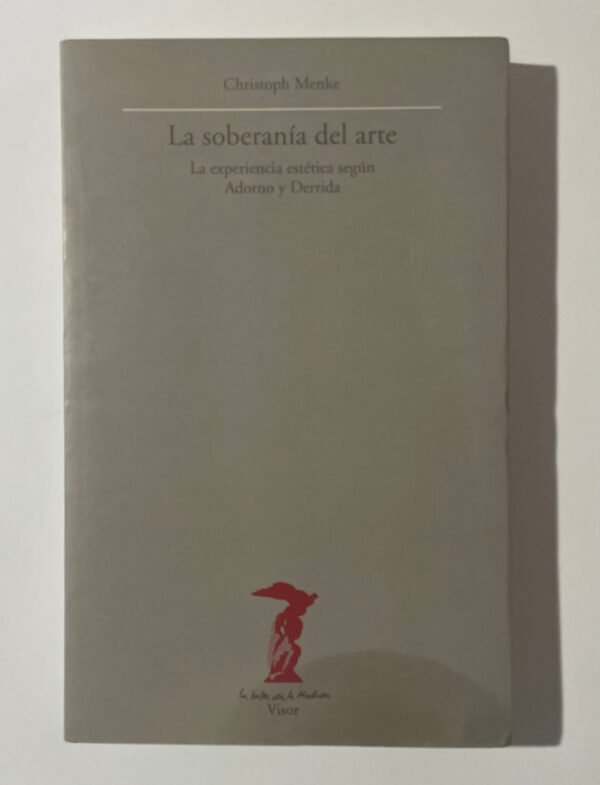 Christoph Menke
La soberanía del arte
La experiencia estética según
Adorno y Derrida
la balsa de la Medusa
Visor